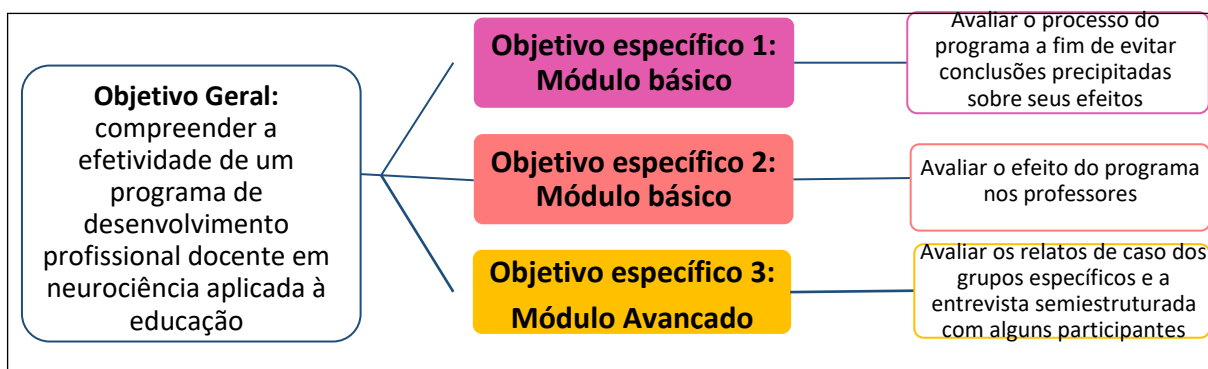 Objetivo Geral:
compreender a
efetividade de um
programa de
desenvolvimento
profissional docente em
neurociência aplicada à
educação
Objetivo específico 1:
Módulo básico
Avaliar o processo do
programa a fim de evitar
conclusões precipitadas
sobre seus efeitos
Objetivo específico 2:
Módulo básico
Avaliar o efeito do programa
nos professores
Objetivo específico 3:
Módulo Avancado
Avaliar os relatos de caso dos
grupos específicos e a
entrevista semiestruturada
com alguns participantes